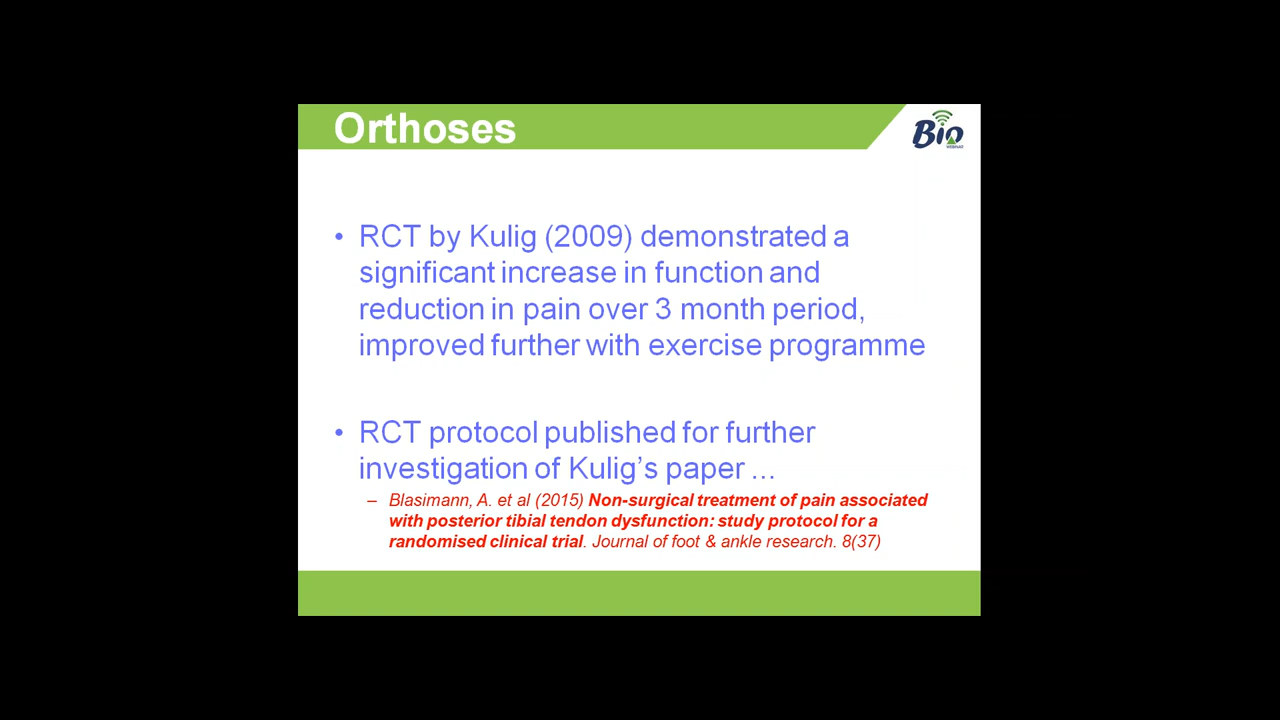 Orthoses
Bio
WEBINAR
• RCT by Kulig (2009) demonstrated a
significant increase in function and
reduction in pain over 3 month period,
improved further with exercise programme
• RCT protocol published for further
investigation of Kulig’s paper ...
– Blasimann, A. et al (2015) Non-surgical treatment of pain associated
with posterior tibial tendon dysfunction: study protocol for a
randomised clinical trial. Journal of foot & ankle research. 8(37)